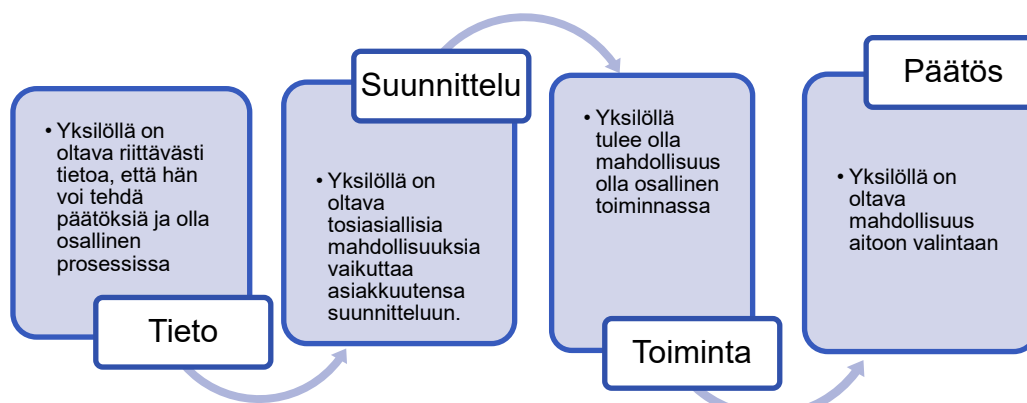 • Yksilöllä on
oltava riittävästi
tietoa, että hän
voi tehdä
päätöksiä ja olla
osallinen
prosessissa
Tieto
Suunnittelu
• Yksilöllä on
oltava
tosiasiallisia
mahdollisuuksia
vaikuttaa
asiakkuutensa
suunnitteluun.
• Yksilöllä
tulee olla
mahdollisuus
olla osallinen
toiminnassa
Toiminta
Päätös
• Yksilöllä on
oltava
mahdollisuus
aitoon valintaan